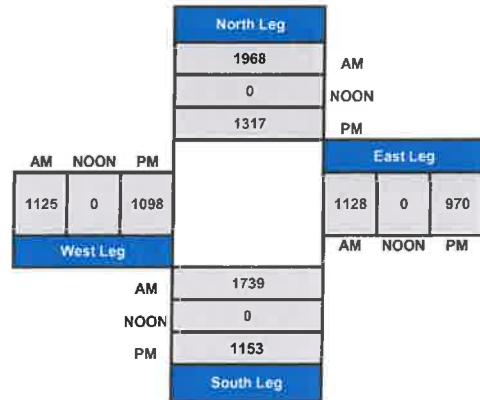 North Leg
1968 AM
0 NOON
1317 PM
AM NOON PM
East Leg
1125 0 1098
1128 0 970
West Leg
AM NOON PM
AM 1739
NOON 0
PM 1153
South Leg